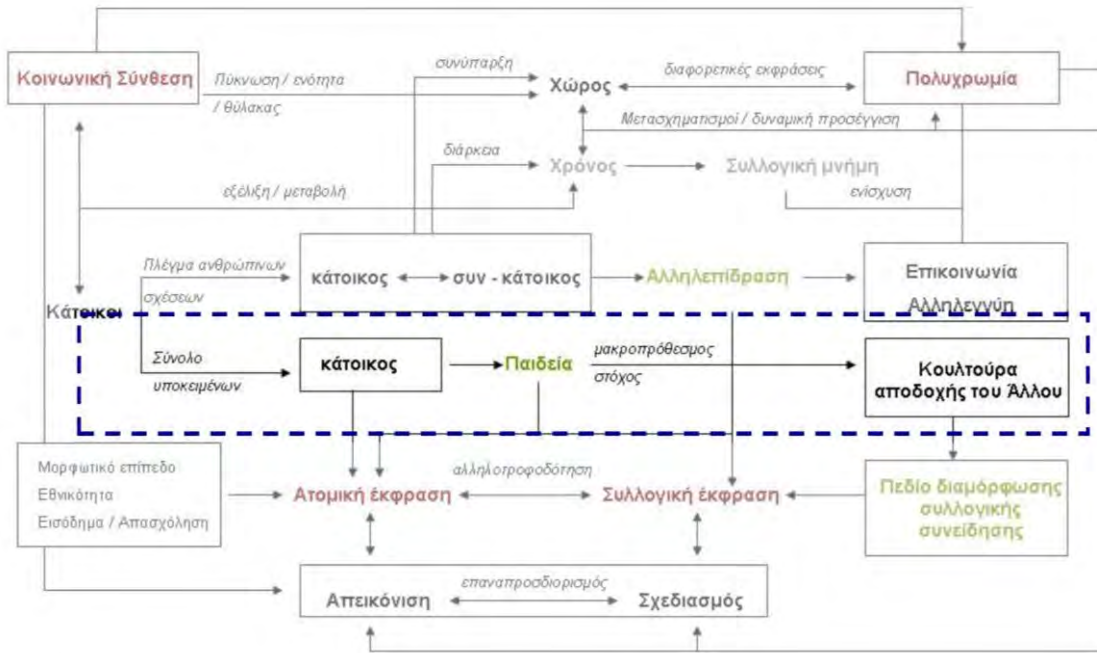 Κοινωνική Σύνθεση
Πύκνωση / ενότητα
/ θύλακας
συνύπαρξη
Χώρος
διαφορετικές εκφράσεις
Πολυχρωμία
Μετασχηματισμοί / δυναμική προσέγγιση
διάρκεια
Χρόνος
Συλλογική μνήμη
εξέλιξη / μεταβολή
ενίσχυση
Πλέγμα ανθρώπινων
σχέσεων
κάτοικος
συν - κάτοικος
Αλληλεπίδραση
Επικοινωνία
Αλληλεγγύη
Κάτοικοι
Σύνολο
υποκειμένων
κάτοικος
Παιδεία
μακροπρόθεσμος
στόχος
Κουλτούρα
αποδοχής του Άλλου
Μορφωτικό επίπεδο
Εθνικότητα
Εισόδημα / Απασχόληση
Ατομική έκφραση
αλληλοτροφοδότηση
Συλλογική έκφραση
Πεδίο διαμόρφωσης
συλλογικής
συνείδησης
Απεικόνιση
επαναπροσδιορισμός
Σχεδιασμός